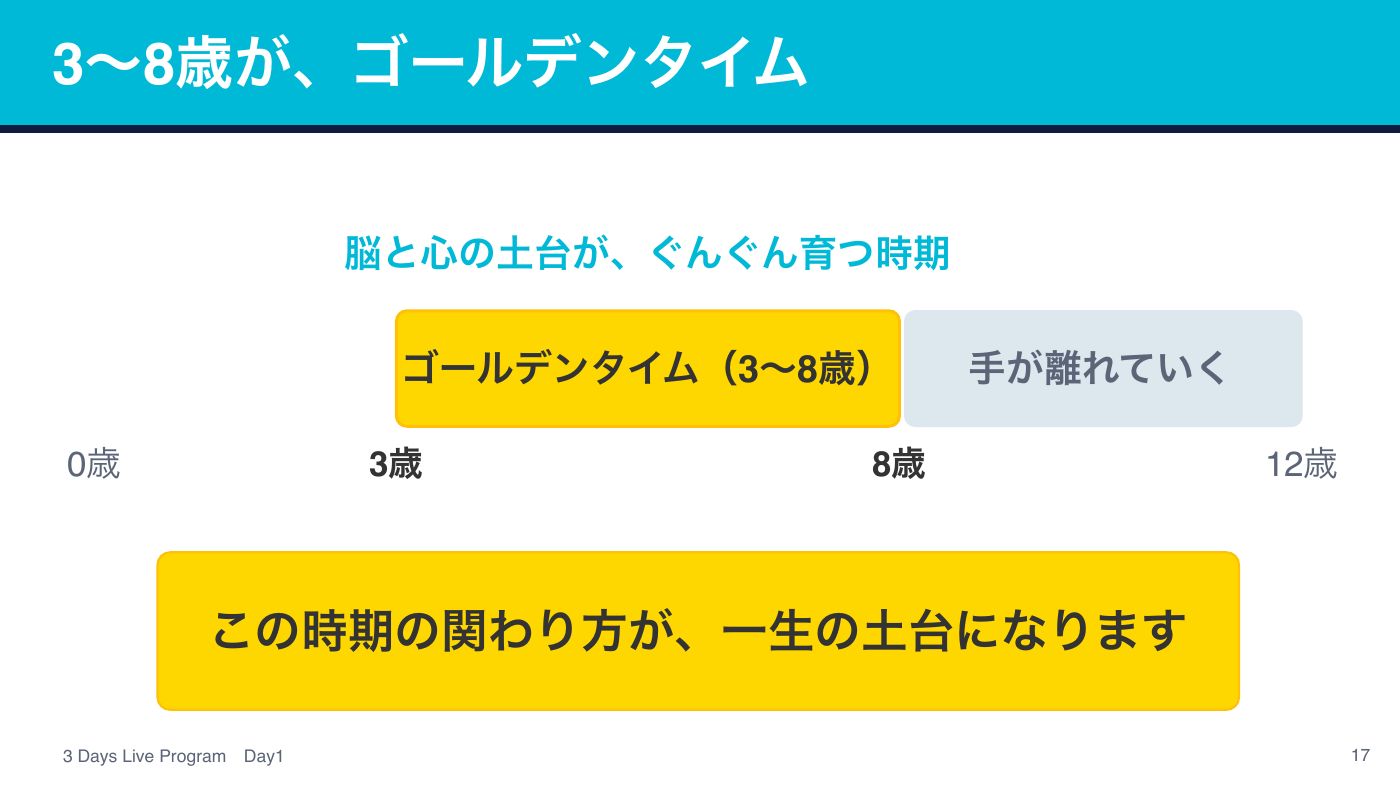 3〜8歳が、ゴールデンタイム
脳と心の土台が、ぐんぐん育つ時期
ゴールデンタイム（3〜8歳）
手が離れていく
0歳
3歳
8歳
12歳
この時期の関わり方が、一生の土台になります
3 Days Live Program　Day1
17